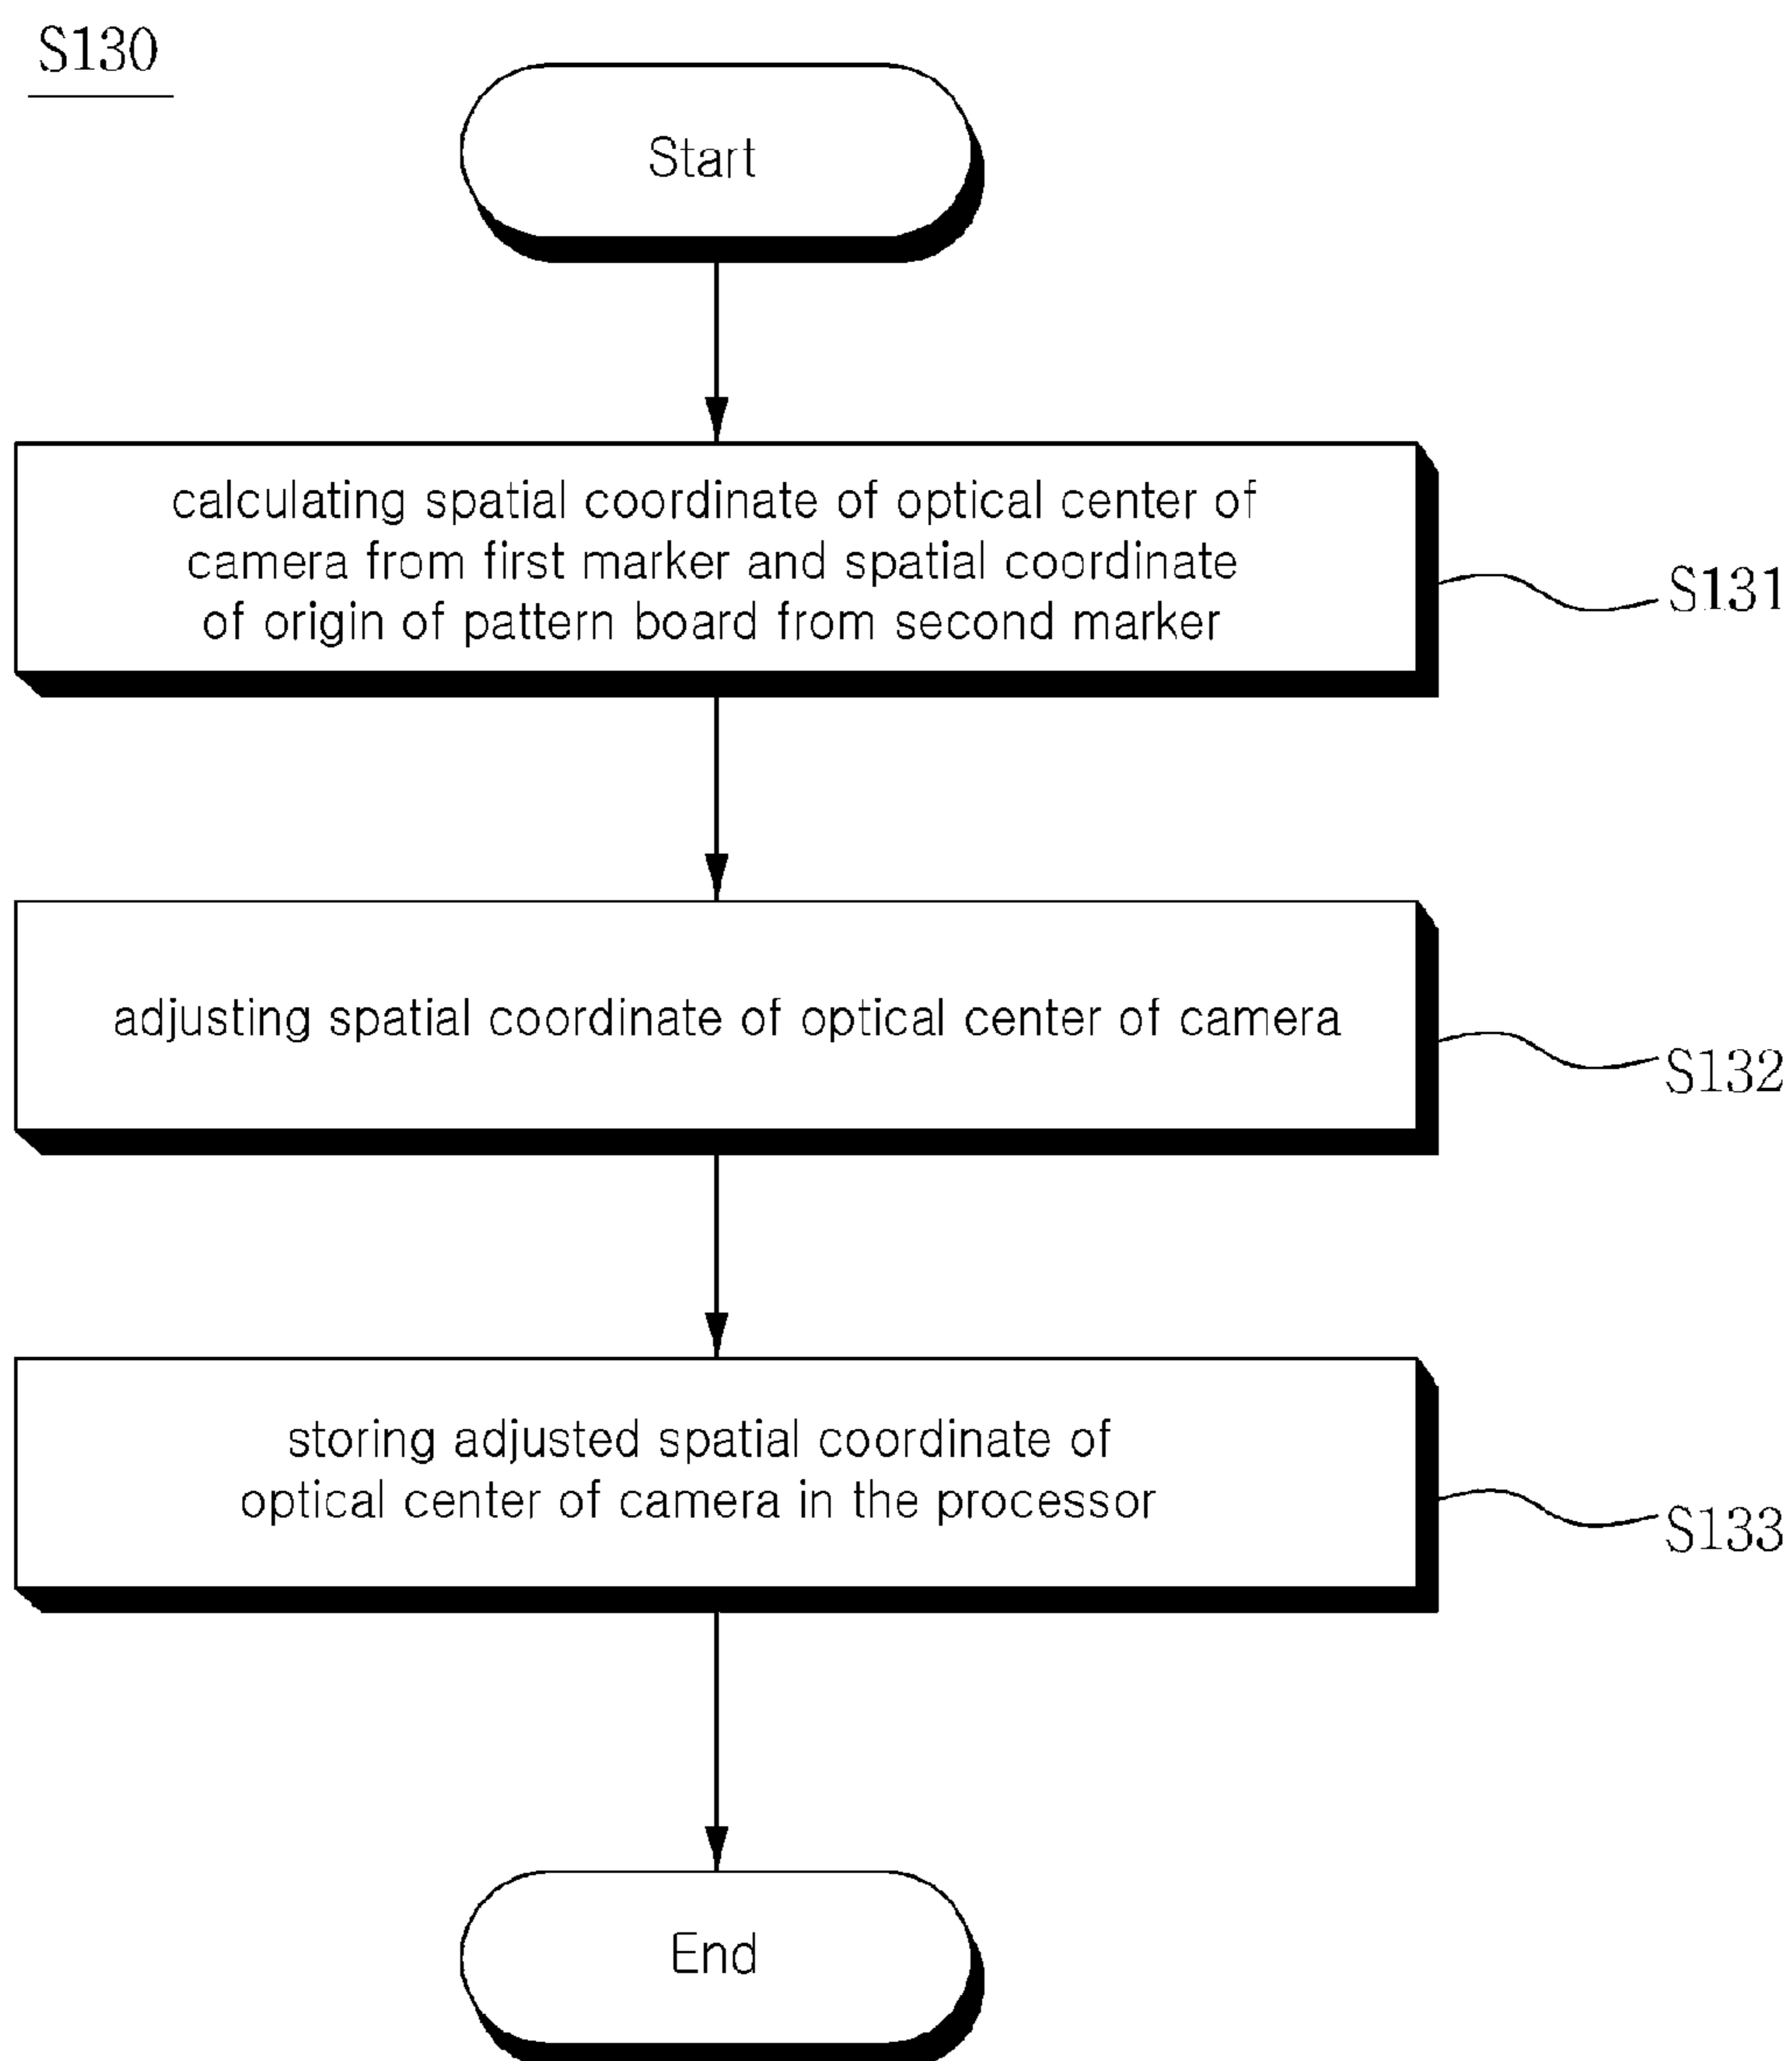 S130
Start
calculating spatial coordinate of optical center of
camera from first marker and spatial coordinate
of origin of pattern board from second marker
S131
adjusting spatial coordinate of optical center of camera
S132
storing adjusted spatial coordinate of
optical center of camera in the processor
S133
End